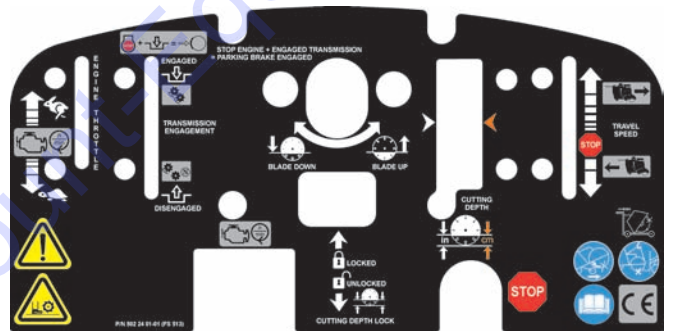 STOP ENGINE + ENGAGED TRANSMISSION
= PARKING BRAKE ENGAGED
ENGAGED
ENGINE THROTTLE
TRANSMISSION
ENGAGEMENT
DISENGAGED
BLADE DOWN
BLADE UP
TRAVEL
SPEED
STOP
CUTTING
DEPTH
in
cm
LOCKED
UNLOCKED
CUTTING DEPTH LOCK
STOP
CE
P/N 502 24 01-01 (FS 513)